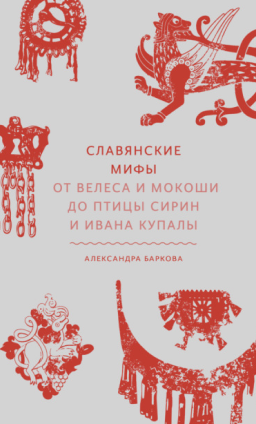 СЛАВЯНСКИЕ
МИФЫ
ОТ ВЕЛЕСА И МОКОШИ
ДО ПТИЦЫ СИРИН
И ИВАНА КУПАЛЫ
АЛЕКСАНДРА БАРКОВА